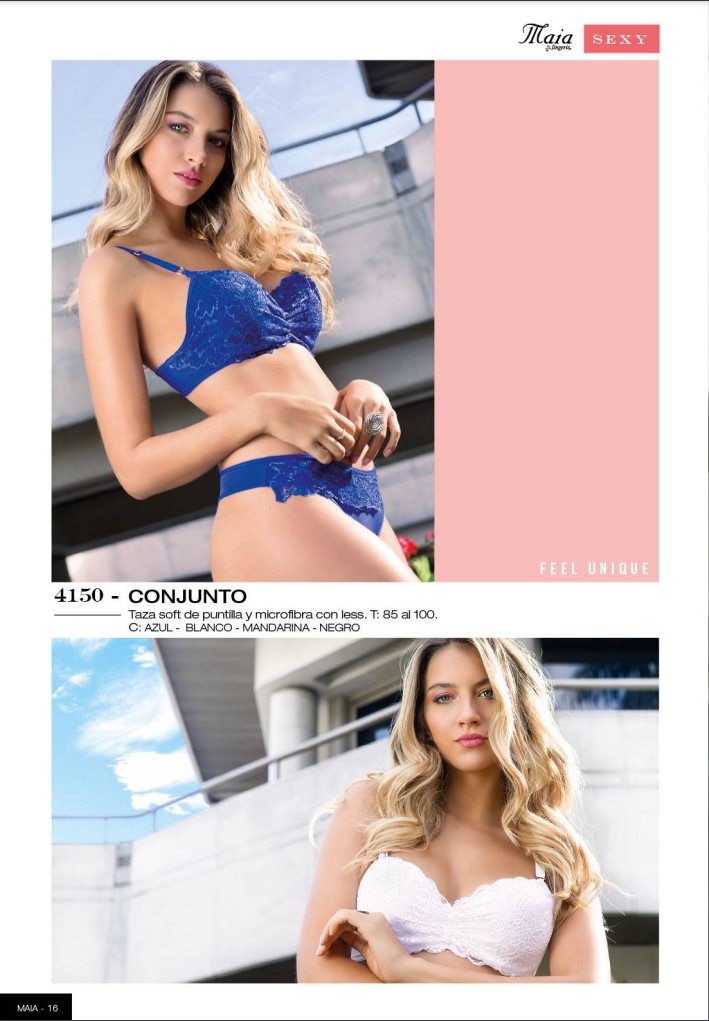 Maia
lingerie
SEXY
FEEL UNIQUE
4150 - CONJUNTO
Taza soft de puntilla y microfibra con less. T: 85 al 100.
C: AZUL - BLANCO - MANDARINA - NEGRO
MAIA - 16